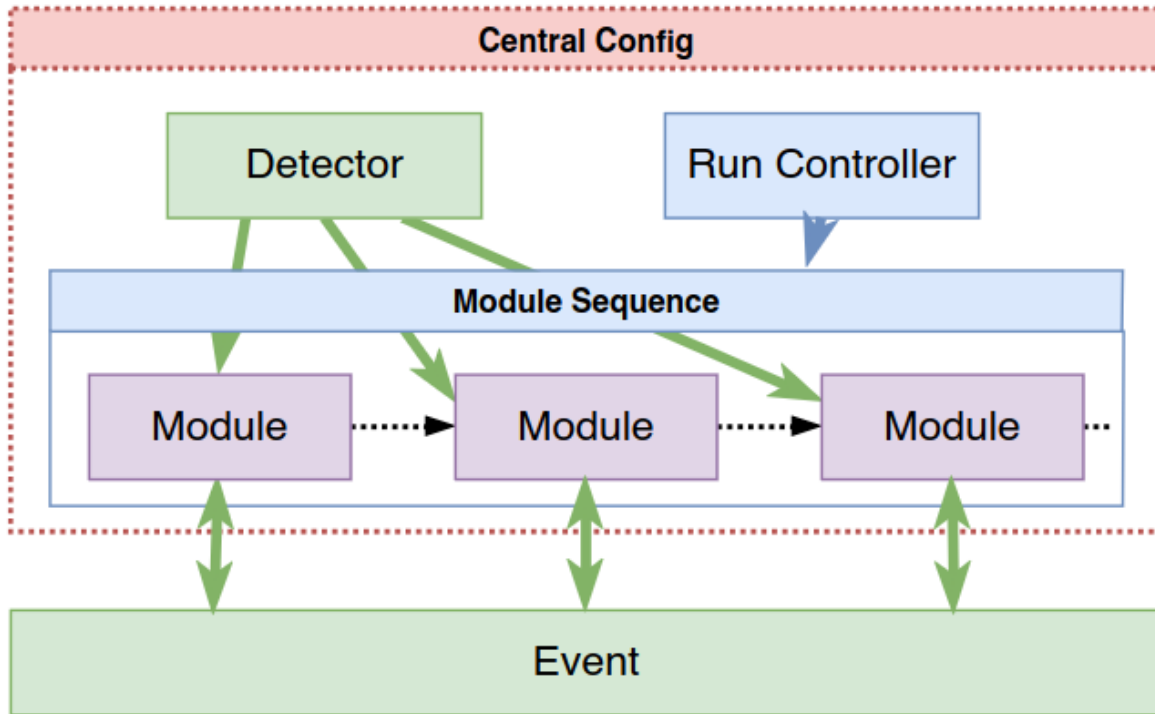 Central Config
Detector
Run Controller
Module Sequence
Module
Module
Module
Event